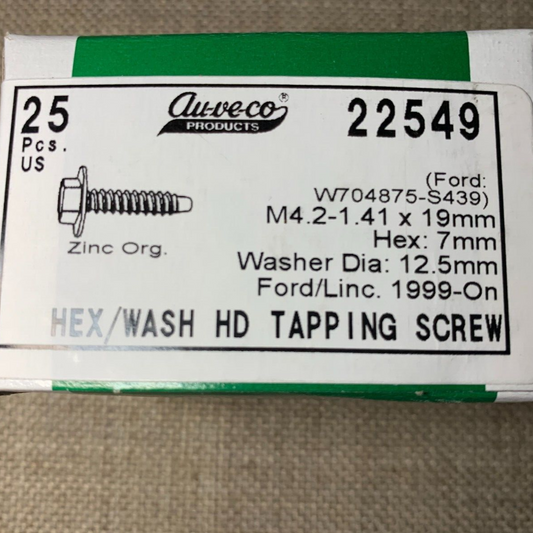 25
Pcs.
US
Au-ve-co®
PRODUCTS
22549
Zinc Org.
(Ford:
W704875-S439)
M4.2-1.41 x 19mm
Hex: 7mm
Washer Dia: 12.5mm
Ford/Linc. 1999-On
HEX/WASH HD TAPPING SCREW